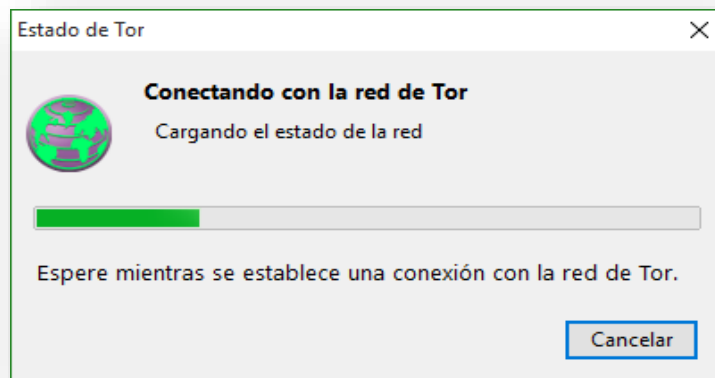 Estado de Tor
Conectando con la red de Tor
Cargando el estado de la red
Espere mientras se establece una conexión con la red de Tor.
Cancelar